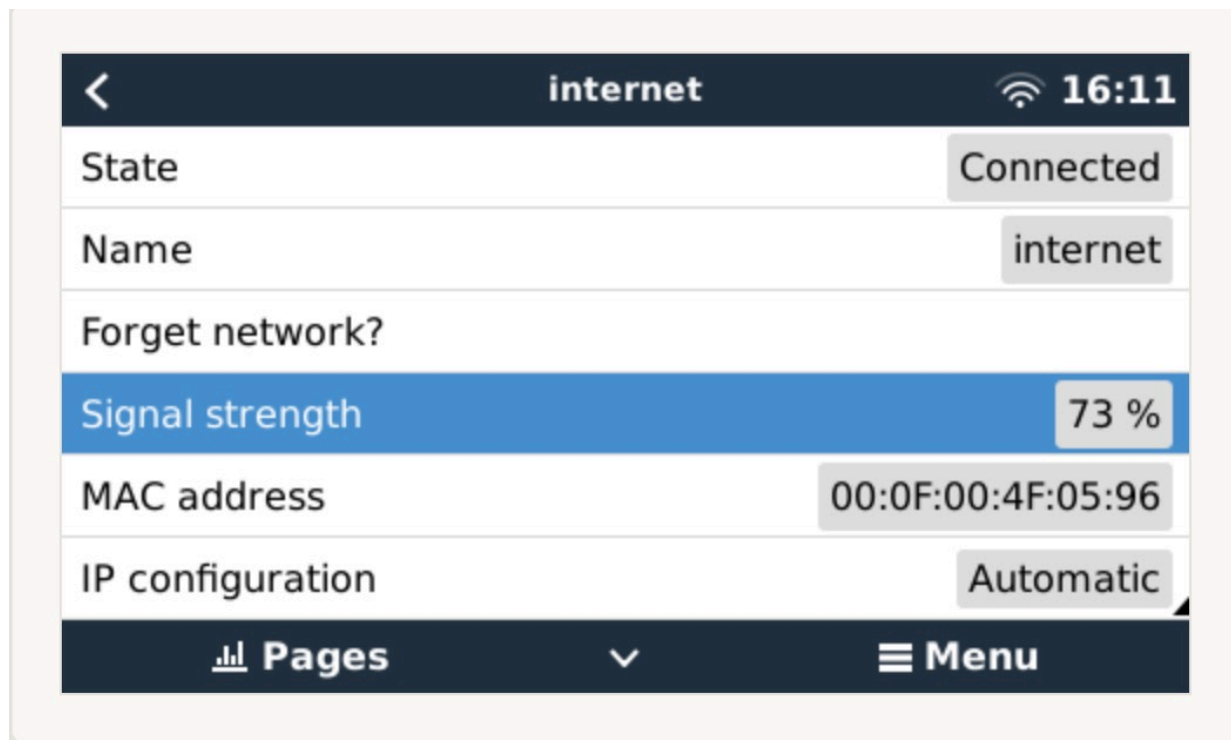 internet 16:11
State Connected
Name internet
Forget network?
Signal strength 73 %
MAC address 00:0F:00:4F:05:96
IP configuration Automatic
Pages Menu